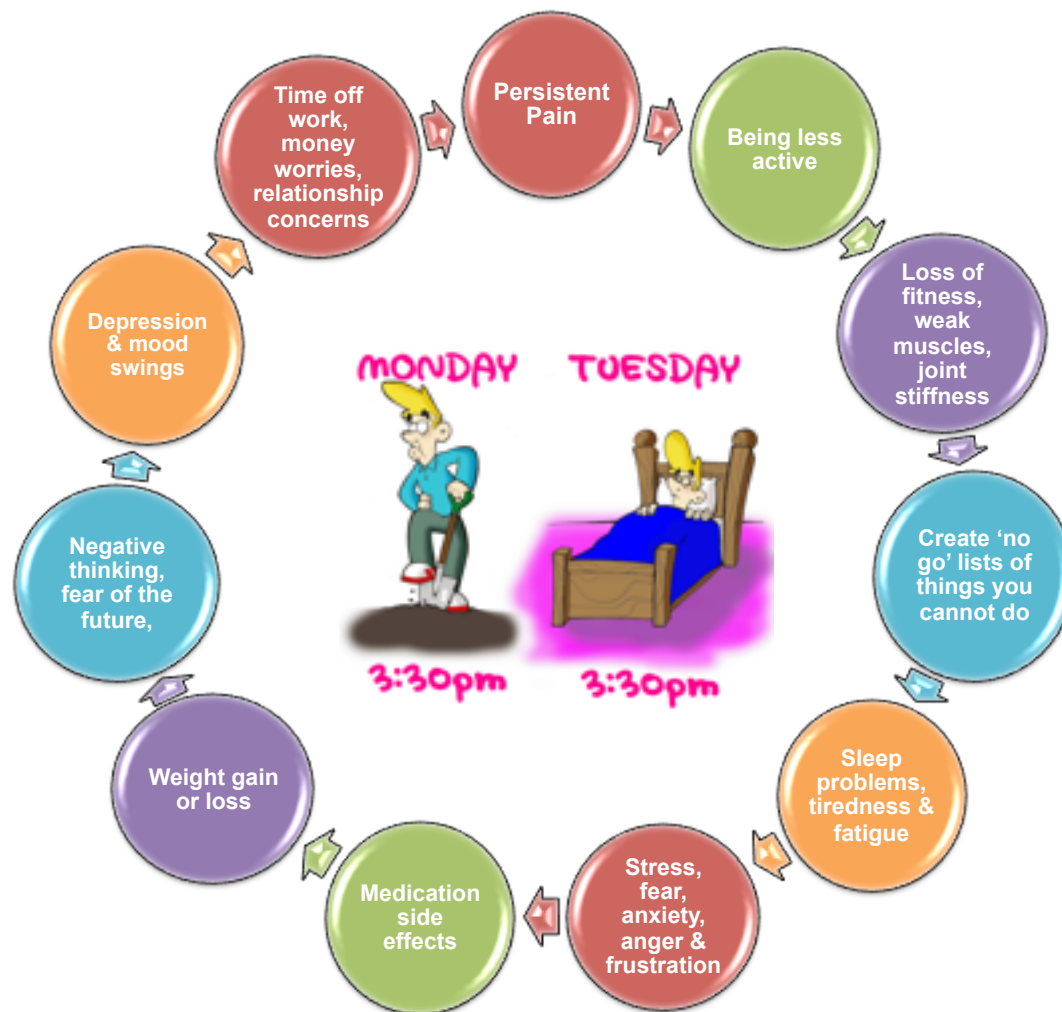 Persistent
Pain
Being less
active
Loss of
fitness,
weak
muscles,
joint
stiffness
Create ‘no
go’ lists of
things you
cannot do
Sleep
problems,
tiredness &
fatigue
Stress,
fear,
anxiety,
anger &
frustration
Medication
side
effects
Weight gain
or loss
Negative
thinking,
fear of the
future,
Depression
& mood
swings
Time off
work,
money
worries,
relationship
concerns
MONDAY
TUESDAY
3:30pm
3:30pm